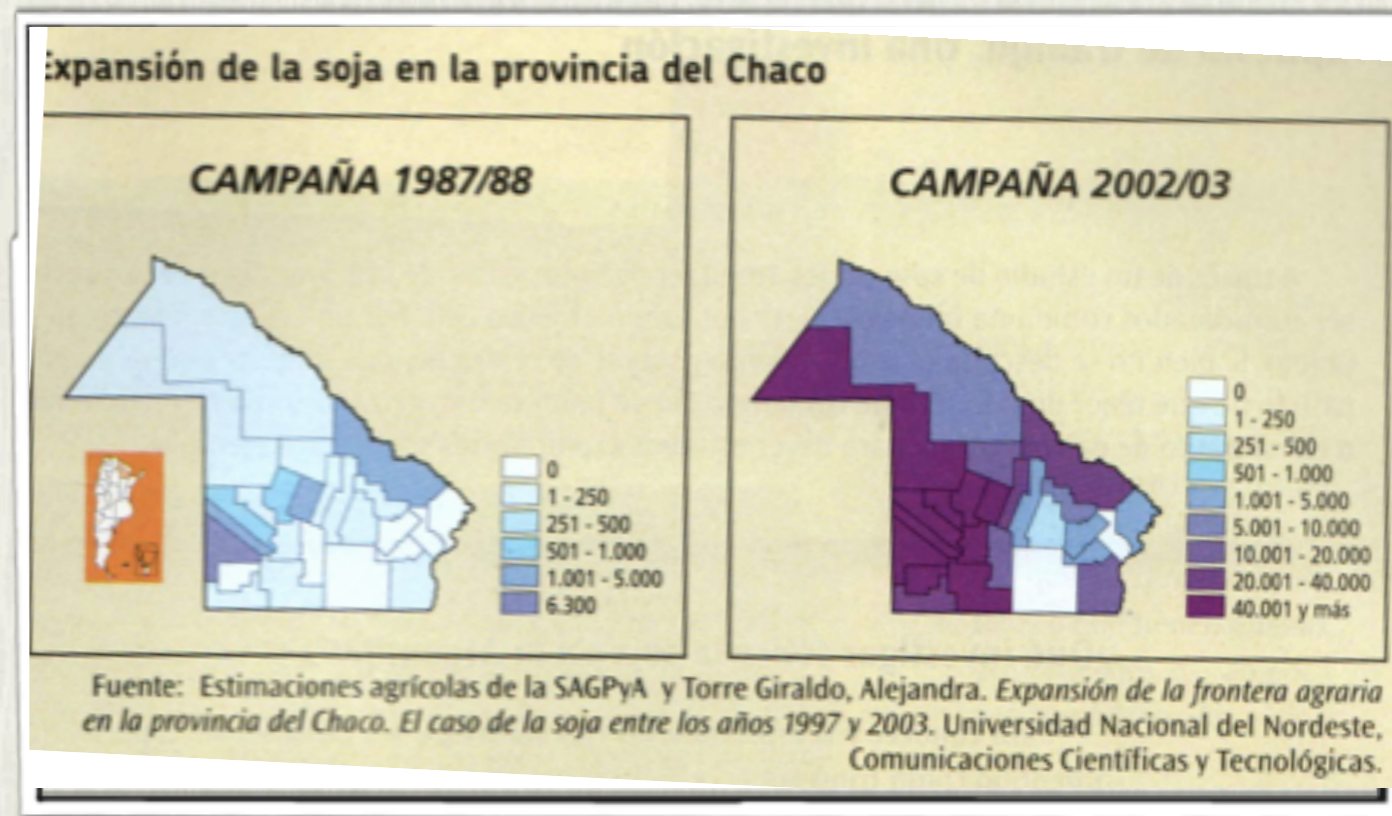 Expansión de la soja en la provincia del Chaco
CAMPAÑA 1987/88
0
1 - 250
251 - 500
501 - 1.000
1.001 - 5.000
6.300
CAMPAÑA 2002/03
0
1 - 250
251 - 500
501 - 1.000
1.001 - 5.000
5.001 - 10.000
10.001 - 20.000
20.001 - 40.000
40.001 y más
Fuente: Estimaciones agrícolas de la SAGPyA y Torre Giraldo, Alejandra. Expansión de la frontera agraria
en la provincia del Chaco. El caso de la soja entre los años 1997 y 2003. Universidad Nacional del Nordeste,
Comunicaciones Científicas y Tecnológicas.